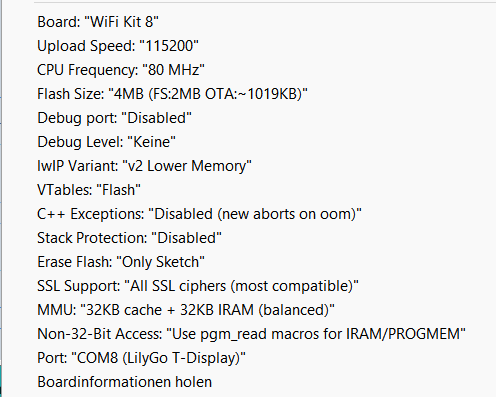 Board: "WiFi Kit 8"
Upload Speed: "115200"
CPU Frequency: "80 MHz"
Flash Size: "4MB (FS:2MB OTA:~1019KB)"
Debug port: "Disabled"
Debug Level: "Keine"
lwIP Variant: "v2 Lower Memory"
VTables: "Flash"
C++ Exceptions: "Disabled (new aborts on oom)"
Stack Protection: "Disabled"
Erase Flash: "Only Sketch"
SSL Support: "All SSL ciphers (most compatible)"
MMU: "32KB cache + 32KB IRAM (balanced)"
Non-32-Bit Access: "Use pgm_read macros for IRAM/PROGMEM"
Port: "COM8 (LilyGo T-Display)"
Boardinformationen holen